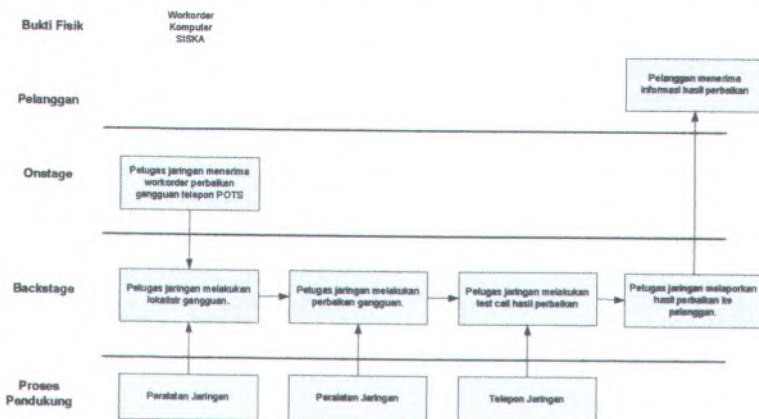 Bukti Fisik
Workorder
Komputer
SISKA
Pelanggan
Pelanggan menerima
informasi hasil perbaikan
Onstage
Petugas jaringan menerima
workorder perbaikan
gangguan telepon POTS
Backstage
Petugas jaringan melakukan
lokalisir gangguan.
Petugas jaringan melakukan
perbaikan gangguan.
Petugas jaringan melakukan
test call hasil perbaikan
Petugas jaringan melaporkan
hasil perbaikan ke
pelanggan.
Proses
Pendukung
Peralatan Jaringan
Peralatan Jaringan
Telepon Jaringan